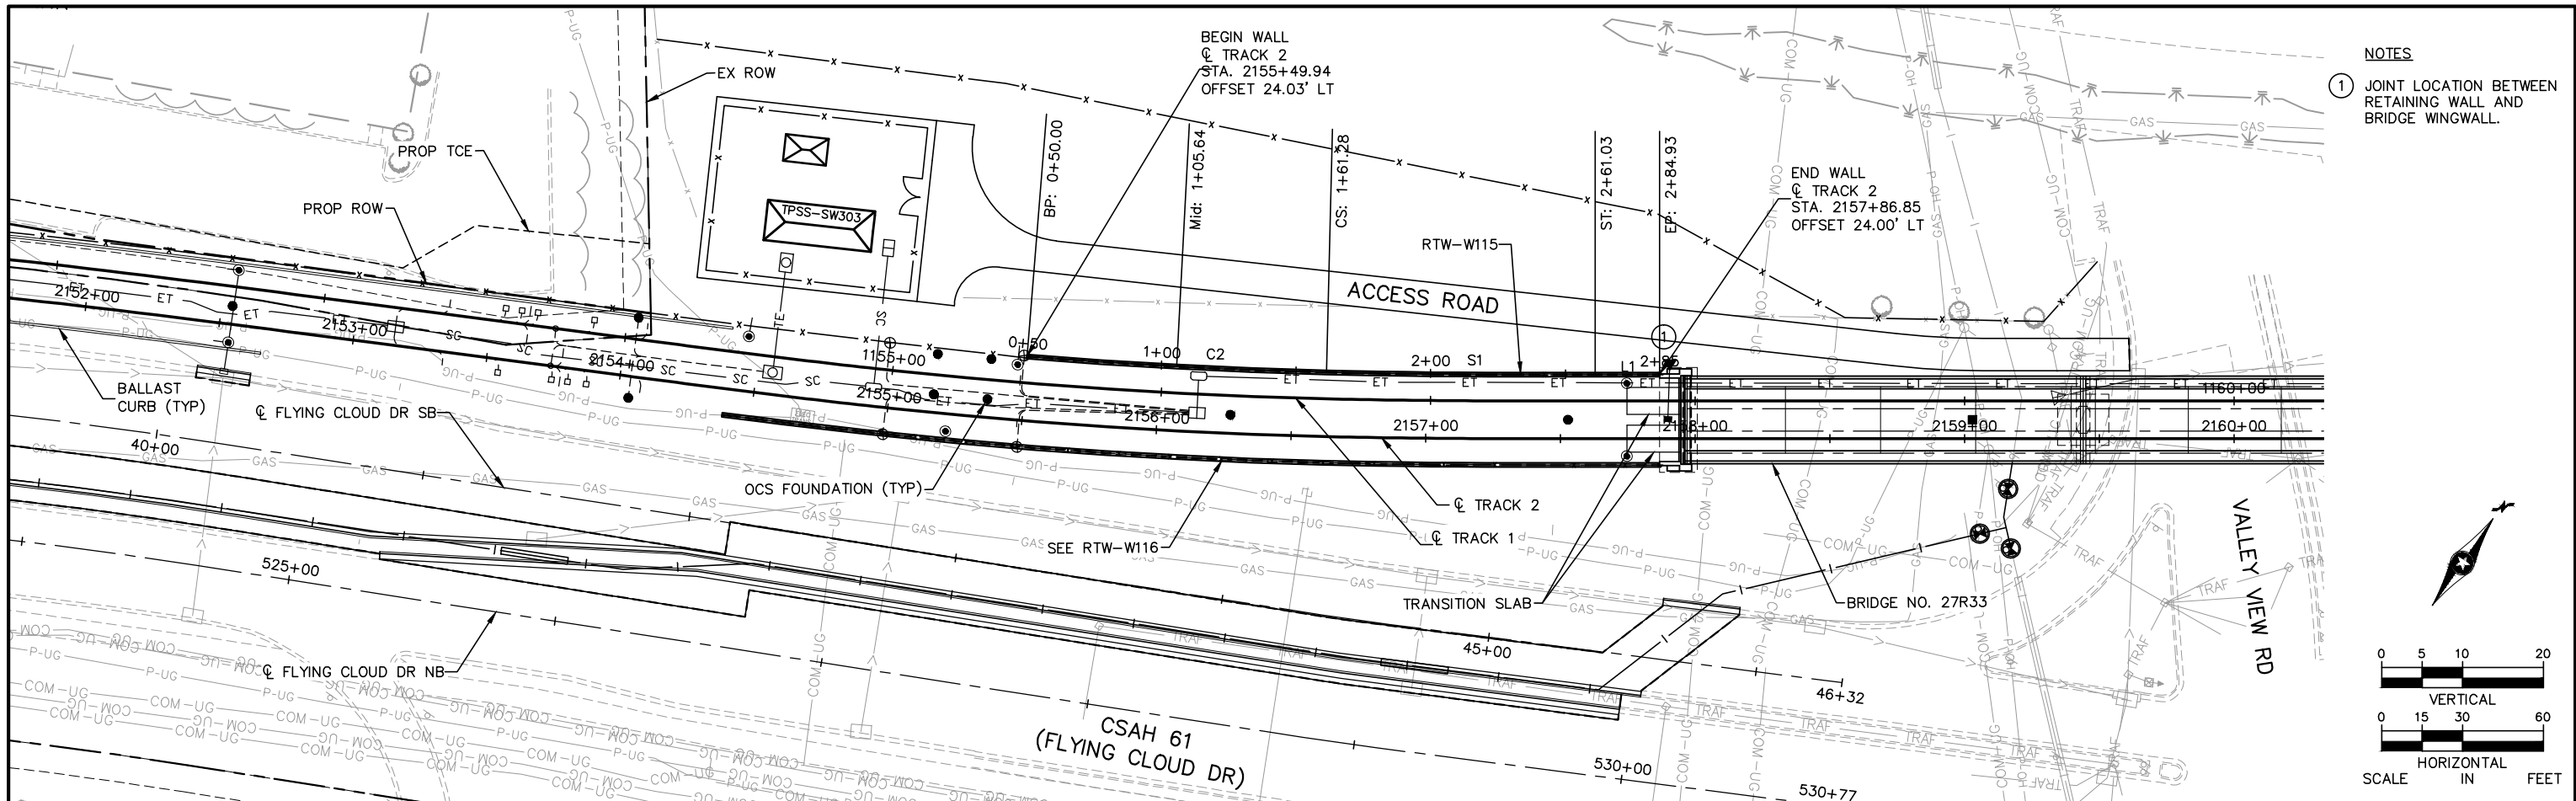 BEGIN WALL
℄ TRACK 2
STA. 2155+49.94
OFFSET 24.03' LT
NOTES
1 JOINT LOCATION BETWEEN
RETAINING WALL AND
BRIDGE WINGWALL.
EX ROW
PROP TCE
PROP ROW
TPSS-SW303
BP: 0+50.00
Mid: 1+05.64
CS: 1+61.28
ST: 2+61.03
EP: 2+84.93
END WALL
℄ TRACK 2
STA. 2157+86.85
OFFSET 24.00' LT
RTW-W115
ACCESS ROAD
1
2152+00
2153+00
2154+00
1155+00
2155+00
0+50
1+00
C2
2156+00
2+00
S1
L1
2157+00
2159+00
1160+00
2160+00
ET
SC
TE
BALLAST
CURB (TYP)
℄ FLYING CLOUD DR SB
40+00
OCS FOUNDATION (TYP)
SEE RTW-W116
℄ TRACK 2
℄ TRACK 1
TRANSITION SLAB
BRIDGE NO. 27R33
VALLEY VIEW RD
525+00
℄ FLYING CLOUD DR NB
45+00
46+32
CSAH 61
(FLYING CLOUD DR)
530+00
530+77
P-UG
GAS
COM-UG
TRAF
P-OH
0 5 10 20
VERTICAL
0 15 30 60
HORIZONTAL
SCALE IN FEET